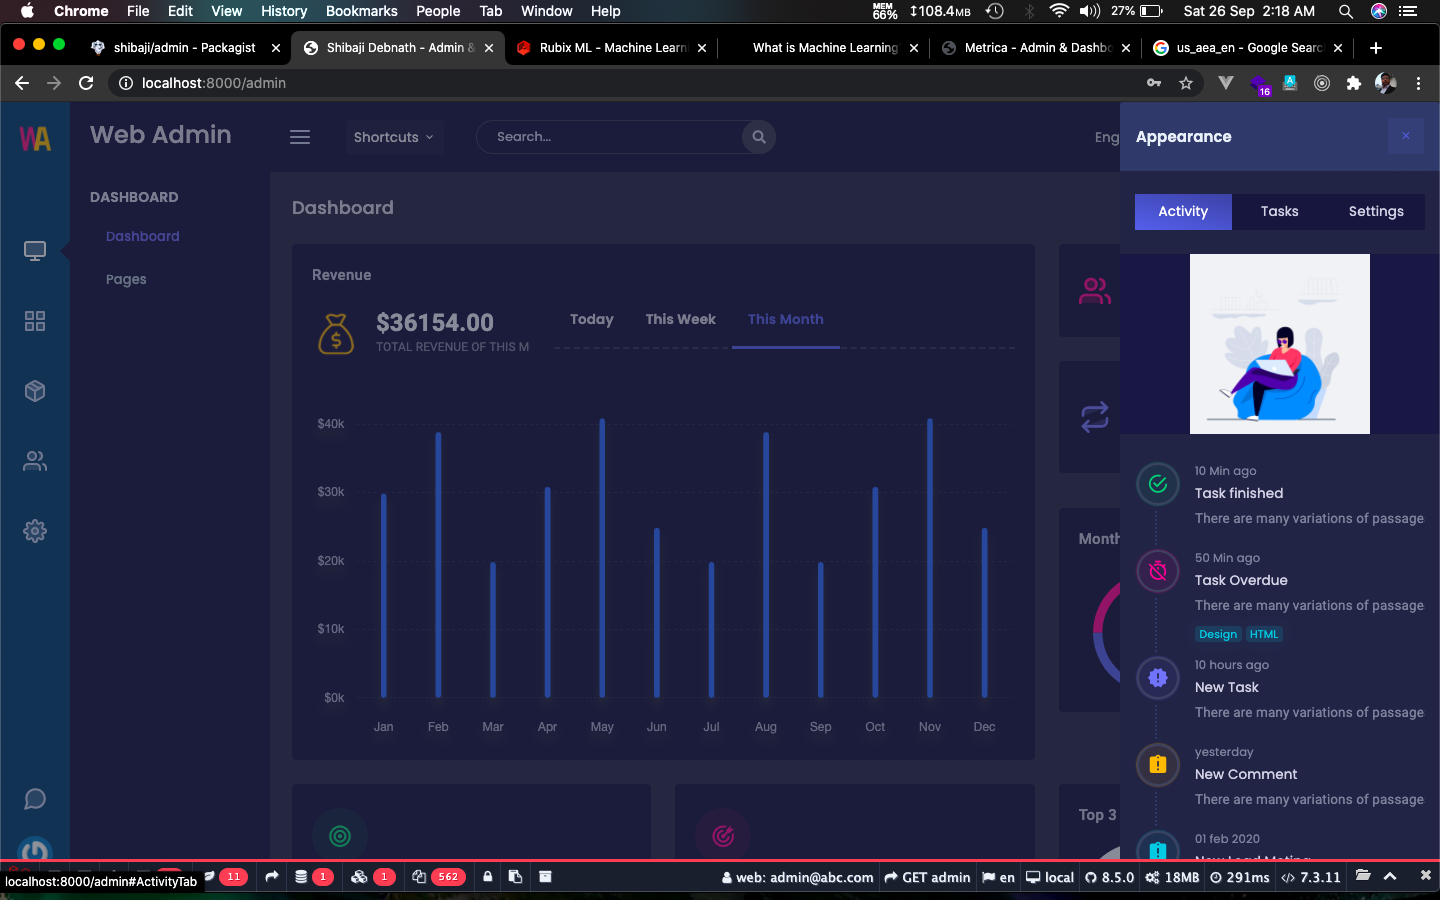 Chrome File Edit View History Bookmarks People Tab Window Help MEM 66% 108.4MB 27% Sat 26 Sep 2:18 AM
shibaji/admin - Packagist Shibaji Debnath - Admin & Rubix ML - Machine Learni What is Machine Learning Metrica - Admin & Dashbo us_aea_en - Google Search
localhost:8000/admin 16
WA Web Admin Shortcuts Search... Eng
Appearance ×
DASHBOARD
Dashboard
Pages
Dashboard
Revenue
$36154.00
TOTAL REVENUE OF THIS M
Today This Week This Month
$40k
$30k
$20k
$10k
$0k
Jan Feb Mar Apr May Jun Jul Aug Sep Oct Nov Dec
Month
Top 3
Activity Tasks Settings
10 Min ago
Task finished
There are many variations of passage
50 Min ago
Task Overdue
There are many variations of passage
Design HTML
10 hours ago
New Task
There are many variations of passage
yesterday
New Comment
There are many variations of passage
01 feb 2020
New Lead Meting
localhost:8000/admin#ActivityTab
11 1 1 562 web: admin@abc.com GET admin en local 8.5.0 18MB 291ms 7.3.11